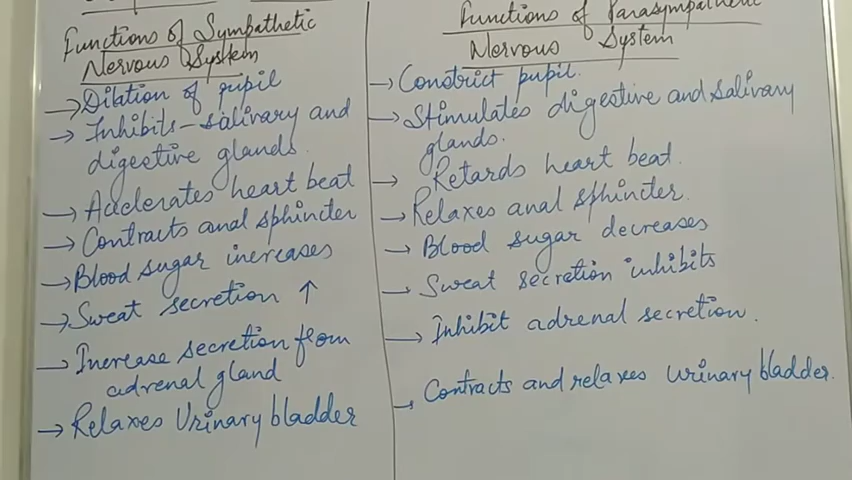 Functions of Sympathetic
Nervous System
→ Dilation of pupil
→ Inhibits - salivary and
digestive glands.
→ Acclerates heart beat
→ Contracts anal sphincter
→ Blood sugar increases
→ Sweat secretion ↑
→ Increase secretion from
adrenal gland
→ Relaxes Urinary bladder
Functions of Parasympathetic
Nervous System
→ Constrict pupil.
→ Stimulates digestive and salivary
glands.
→ Retards heart beat.
→ Relaxes anal sphincter.
→ Blood sugar decreases
→ Sweat secretion inhibits
→ Inhibit adrenal secretion.
→ Contracts and relaxes urinary bladder.